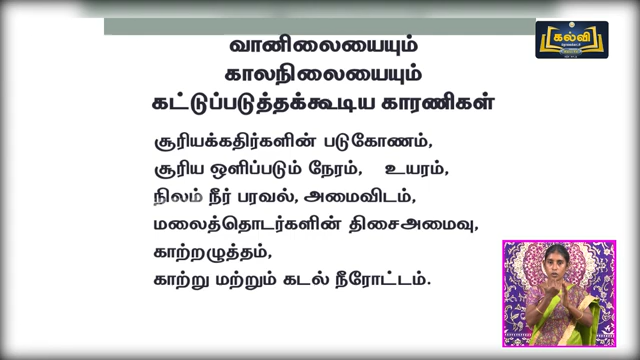 கல்வி
வானிலையையும்
காலநிலையையும்
கட்டுப்படுத்தக்கூடிய காரணிகள்
சூரியக்கதிர்களின் படுகோணம்,
சூரிய ஒளிப்படும் நேரம், உயரம்,
நிலம் நீர் பரவல், அமைவிடம்,
மலைத்தொடர்களின் திசைஅமைவு,
காற்றழுத்தம்,
காற்று மற்றும் கடல் நீரோட்டம்.